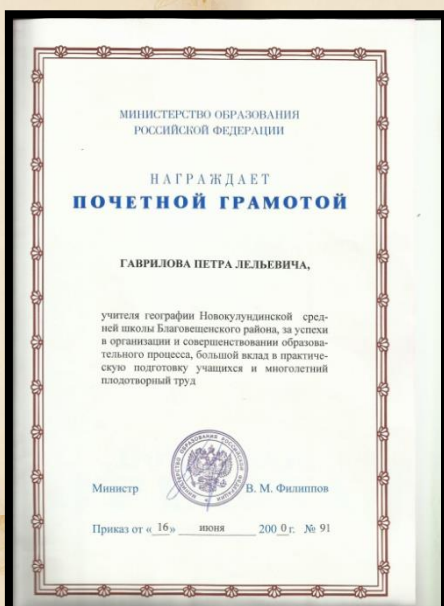 МИНИСТЕРСТВО ОБРАЗОВАНИЯ
РОССИЙСКОЙ ФЕДЕРАЦИИ
НАГРАЖДАЕТ
ПОЧЕТНОЙ ГРАМОТОЙ
ГАВРИЛОВА ПЕТРА ЛЕЛЬЕВИЧА,
учителя географии Новокулундинской сред-
ней школы Благовещенского района, за успехи
в организации и совершенствовании образова-
тельного процесса, большой вклад в практиче-
скую подготовку учащихся и многолетний
плодотворный труд
Министр В. М. Филиппов
Приказ от « 16 » июня 200 0 г. № 91